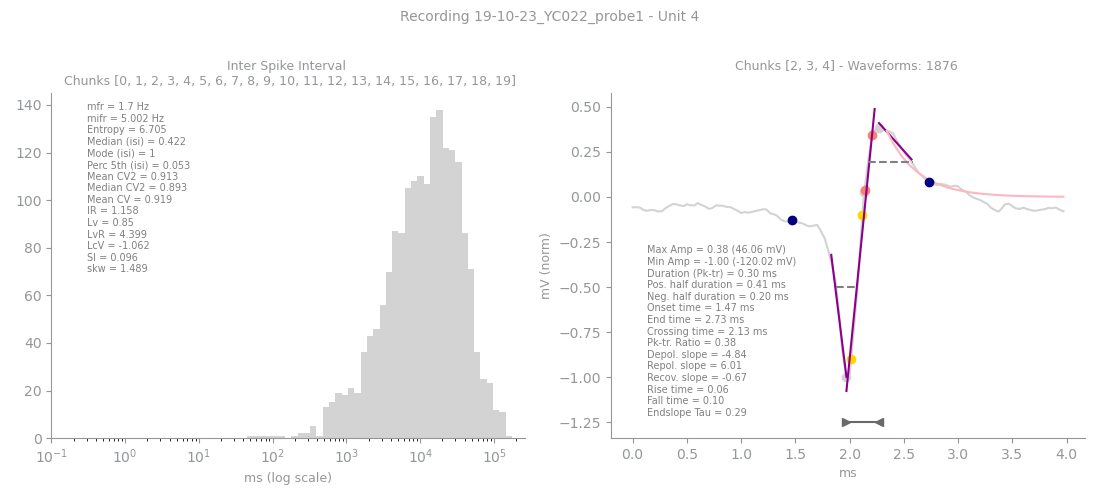 Recording 19-10-23_YC022_probe1 - Unit 4
Inter Spike Interval
Chunks [0, 1, 2, 3, 4, 5, 6, 7, 8, 9, 10, 11, 12, 13, 14, 15, 16, 17, 18, 19]
140
120
100
80
60
40
20
0
mfr = 1.7 Hz
mifr = 5.002 Hz
Entropy = 6.705
Median (isi) = 0.422
Mode (isi) = 1
Perc 5th (isi) = 0.053
Mean CV2 = 0.913
Median CV2 = 0.893
Mean CV = 0.919
IR = 1.158
Lv = 0.85
LvR = 4.399
LcV = -1.062
SI = 0.096
skw = 1.489
10⁻¹ 10⁰ 10¹ 10² 10³ 10⁴ 10⁵
ms (log scale)
Chunks [2, 3, 4] - Waveforms: 1876
0.50
0.25
0.00
−0.25
−0.50
−0.75
−1.00
−1.25
mV (norm)
Max Amp = 0.38 (46.06 mV)
Min Amp = -1.00 (-120.02 mV)
Duration (Pk-tr) = 0.30 ms
Pos. half duration = 0.41 ms
Neg. half duration = 0.20 ms
Onset time = 1.47 ms
End time = 2.73 ms
Crossing time = 2.13 ms
Pk-tr. Ratio = 0.38
Depol. slope = -4.84
Repol. slope = 6.01
Recov. slope = -0.67
Rise time = 0.06
Fall time = 0.10
Endslope Tau = 0.29
0.0 0.5 1.0 1.5 2.0 2.5 3.0 3.5 4.0
ms